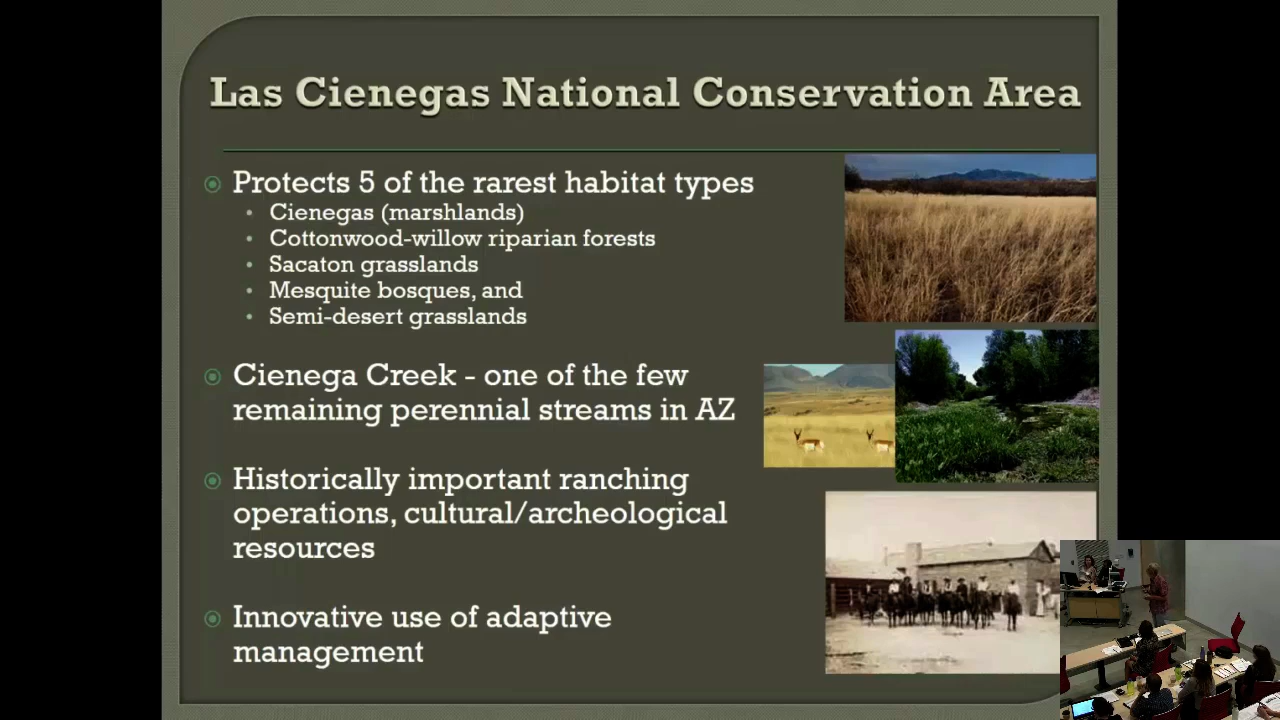 Las Cienegas National Conservation Area
Protects 5 of the rarest habitat types
Cienegas (marshlands)
Cottonwood-willow riparian forests
Sacaton grasslands
Mesquite bosques, and
Semi-desert grasslands
Cienega Creek - one of the few
remaining perennial streams in AZ
Historically important ranching
operations, cultural/archeological
resources
Innovative use of adaptive
management